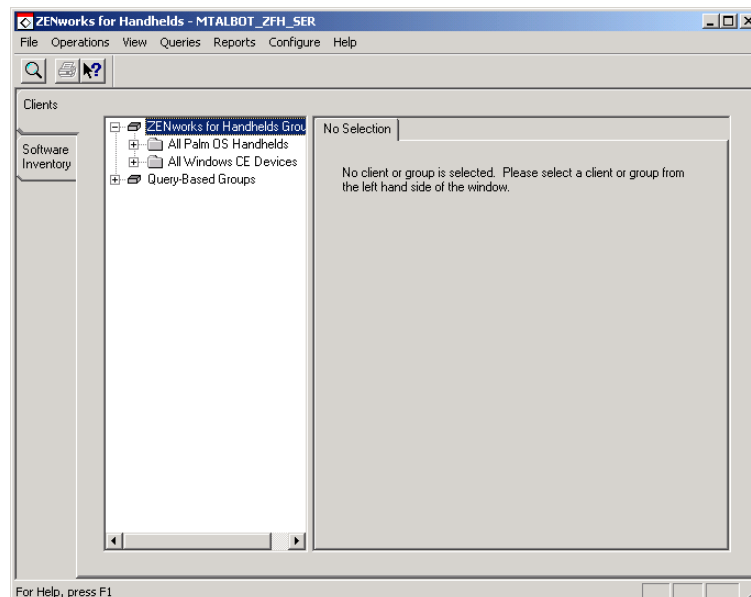 ZENworks for Handhelds - MTALBOT_ZFH_SER
File Operations View Queries Reports Configure Help
Clients
Software
Inventory
ZENworks for Handhelds Grou
All Palm OS Handhelds
All Windows CE Devices
Query-Based Groups
No Selection
No client or group is selected. Please select a client or group from
the left hand side of the window.
For Help, press F1